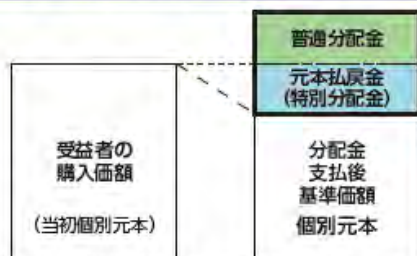 普通分配金
元本払戻金
(特別分配金)
受益者の
購入価額
(当初個別元本)
分配金
支払後
基準価額
個別元本